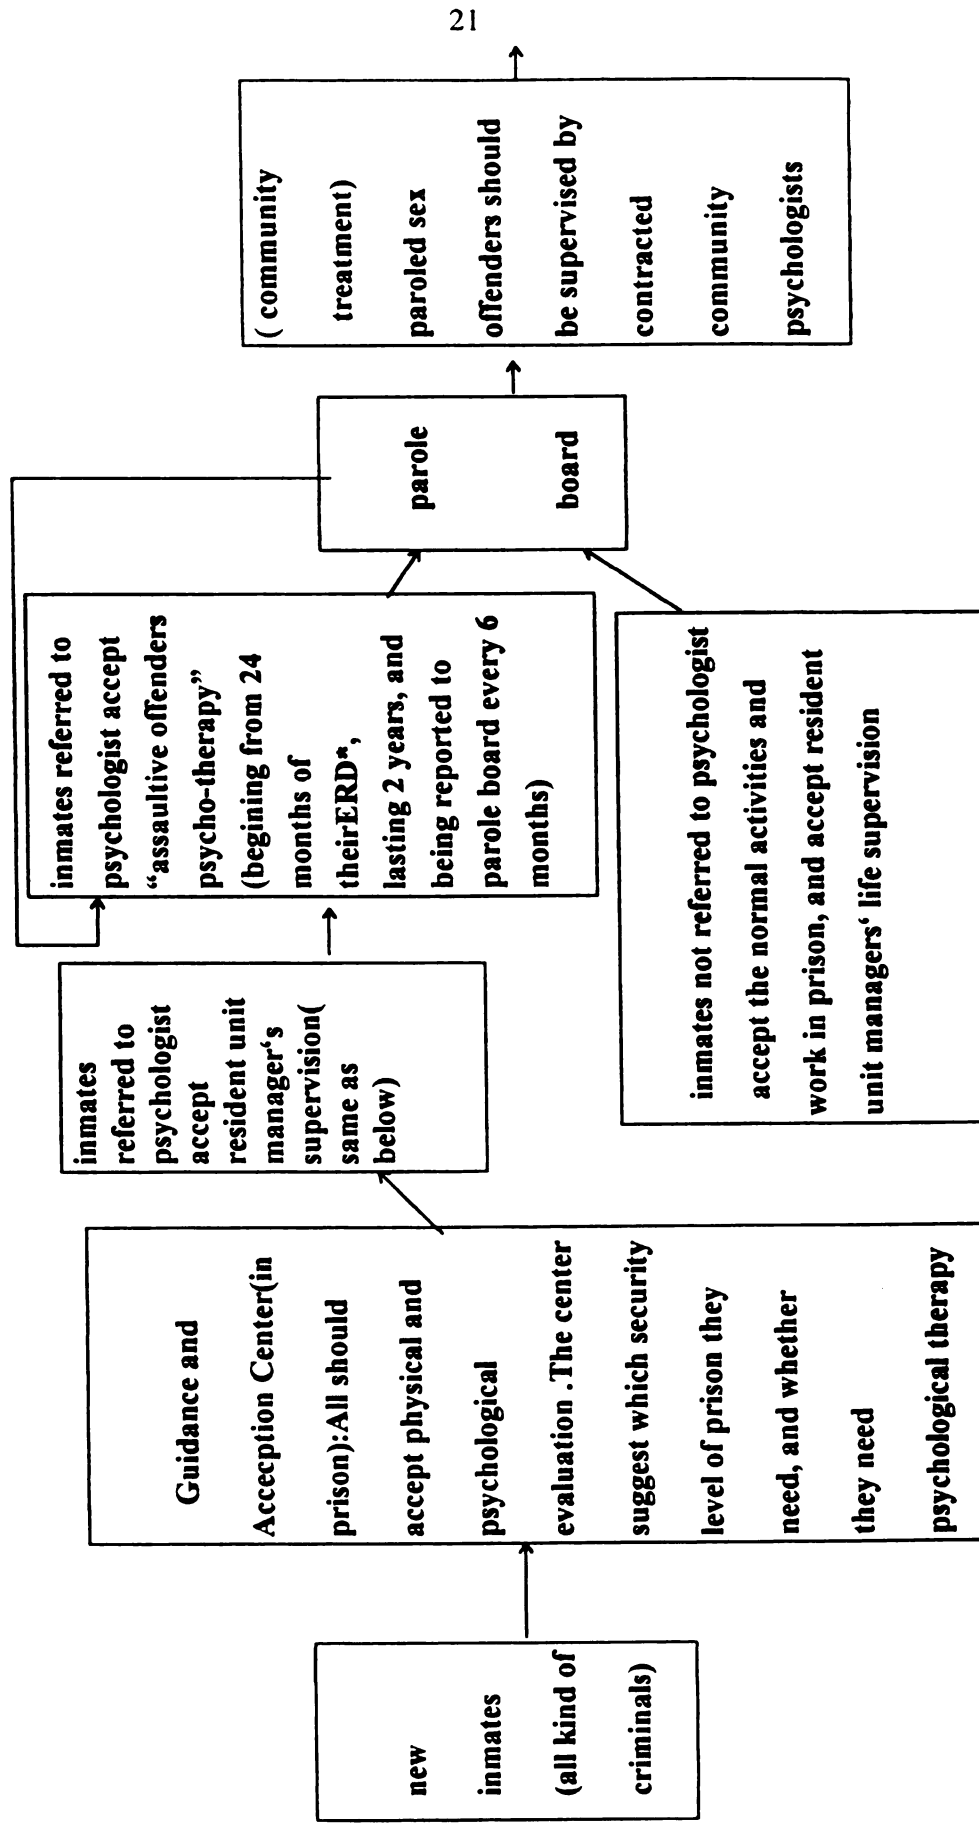 21
new
inmates
(all kind of
criminals)
Guidance and
Accecption Center(in
prison):All should
accept physical and
psychological
evaluation .The center
suggest which security
level of prison they
need, and whether
they need
psychological therapy
inmates
referred to
psychologist
accept
resident unit
manager‘s
supervision(
same as
below)
inmates referred to
psychologist accept
“assaultive offenders
psycho-therapy”
(begining from 24
months of
theirERD*,
lasting 2 years, and
being reported to
parole board every 6
months)
inmates not referred to psychologist
accept the normal activities and
work in prison, and accept resident
unit managers‘ life supervision
parole
board
( community
treatment)
paroled sex
offenders should
be supervised by
contracted
community
psychologists